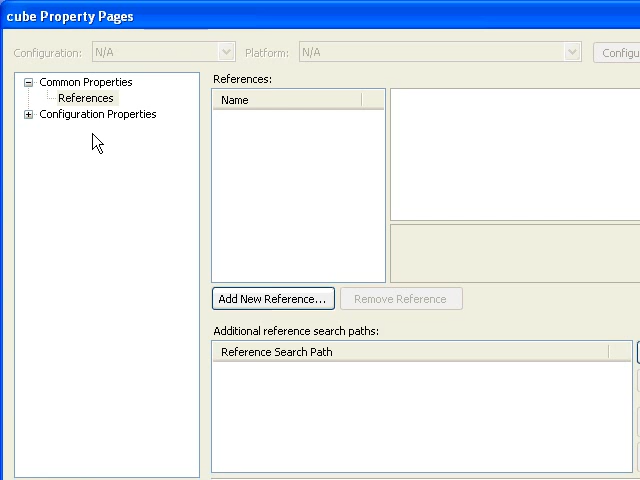 cube Property Pages
Configuration: N/A Platform: N/A Configu
Common Properties
References
Configuration Properties
References:
Name
Add New Reference... Remove Reference
Additional reference search paths:
Reference Search Path